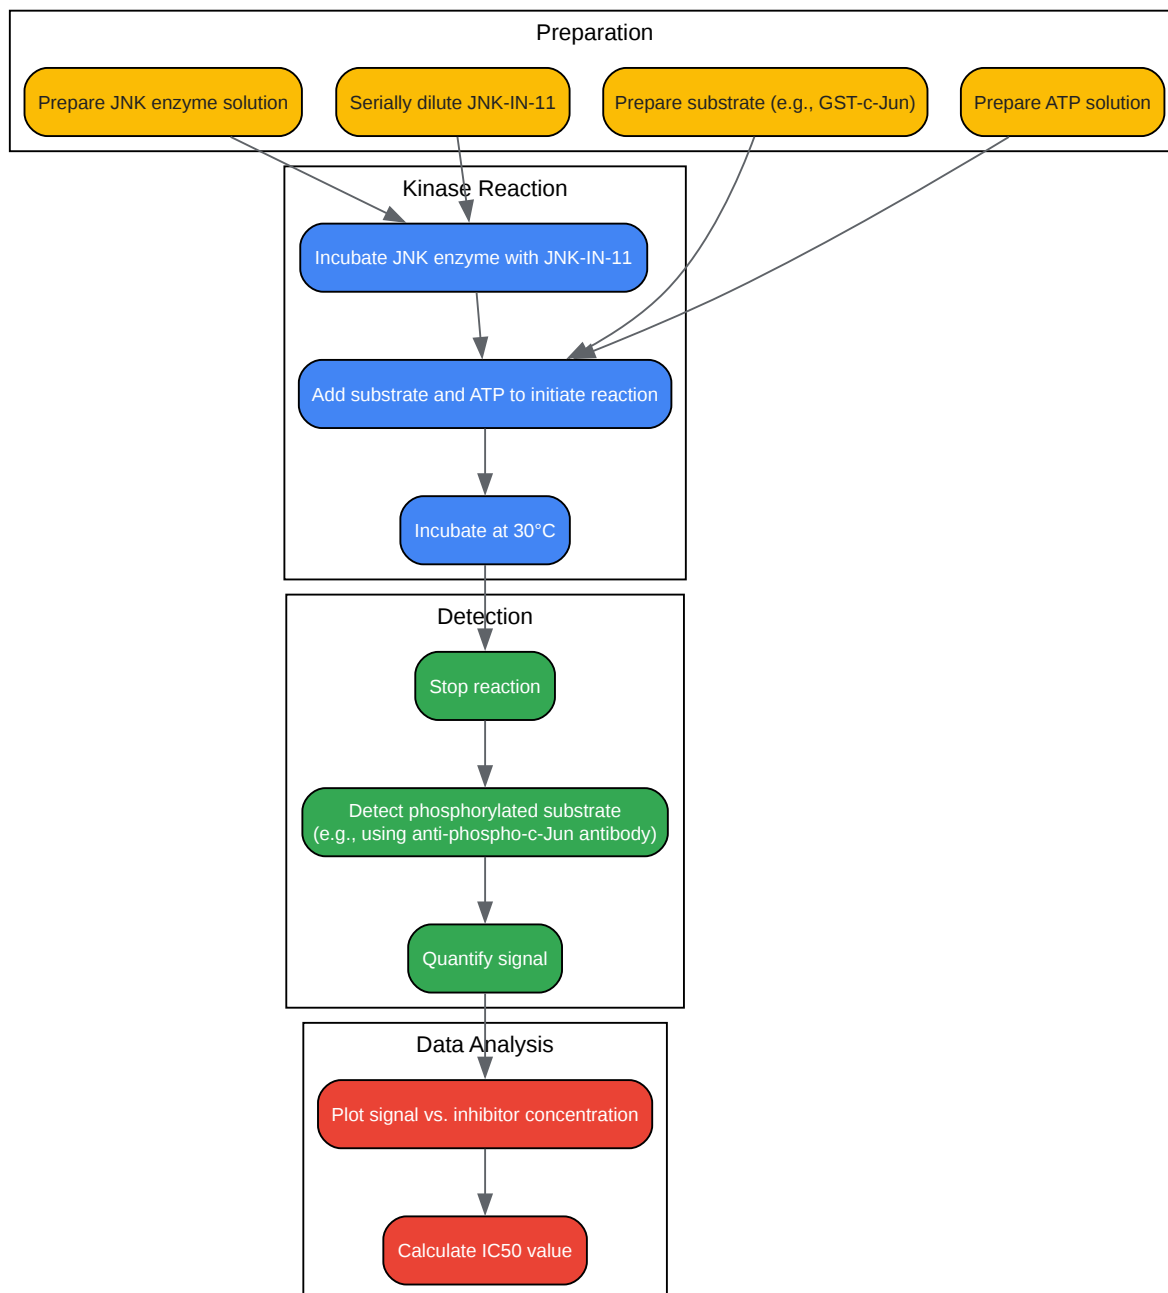 Preparation
Prepare JNK enzyme solution
Serially dilute JNK-IN-11
Prepare substrate (e.g., GST-c-Jun)
Prepare ATP solution
Kinase Reaction
Incubate JNK enzyme with JNK-IN-11
Add substrate and ATP to initiate reaction
Incubate at 30°C
Detection
Stop reaction
Detect phosphorylated substrate
(e.g., using anti-phospho-c-Jun antibody)
Quantify signal
Data Analysis
Plot signal vs. inhibitor concentration
Calculate IC50 value